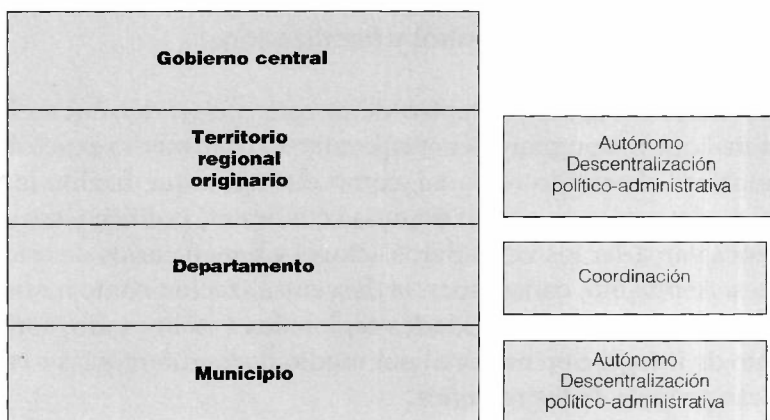 Gobierno central
Territorio
regional
originario
Autónomo
Descentralización
político-administrativa
Departamento
Coordinación
Municipio
Autónomo
Descentralización
político-administrativa